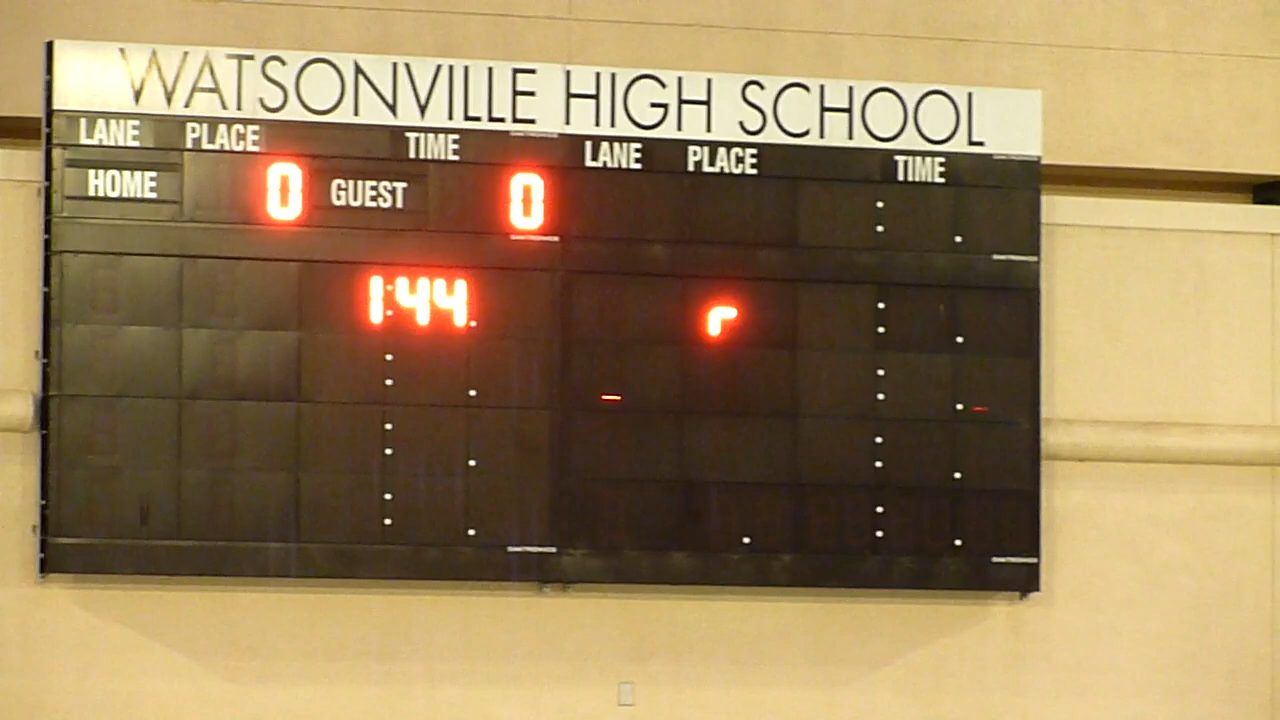 WATSONVILLE HIGH SCHOOL
LANE PLACE TIME LANE PLACE TIME
HOME 0 GUEST 0
1:44 r